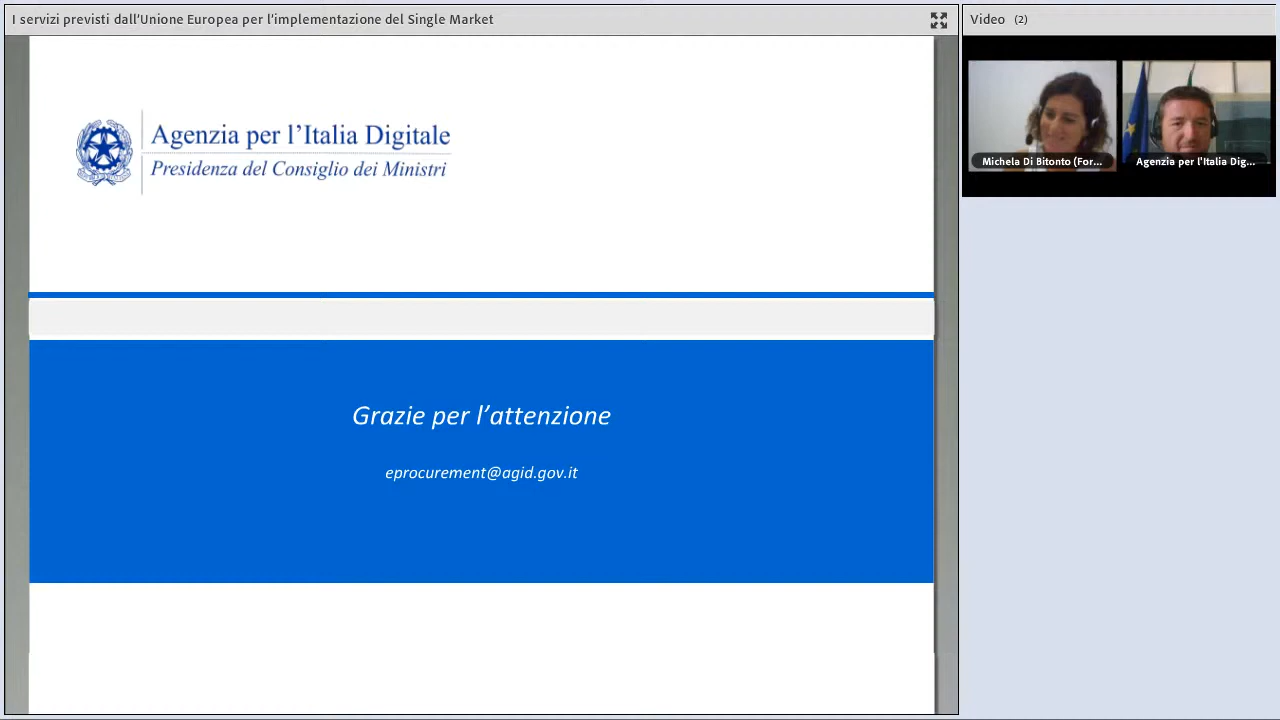 I servizi previsti dall'Unione Europea per l'implementazione del Single Market
Video (2)
Agenzia per l'Italia Digitale
Presidenza del Consiglio dei Ministri
Michela Di Bitonto (For...
Agenzia per l'Italia Dig...
Grazie per l'attenzione
eprocurement@agid.gov.it